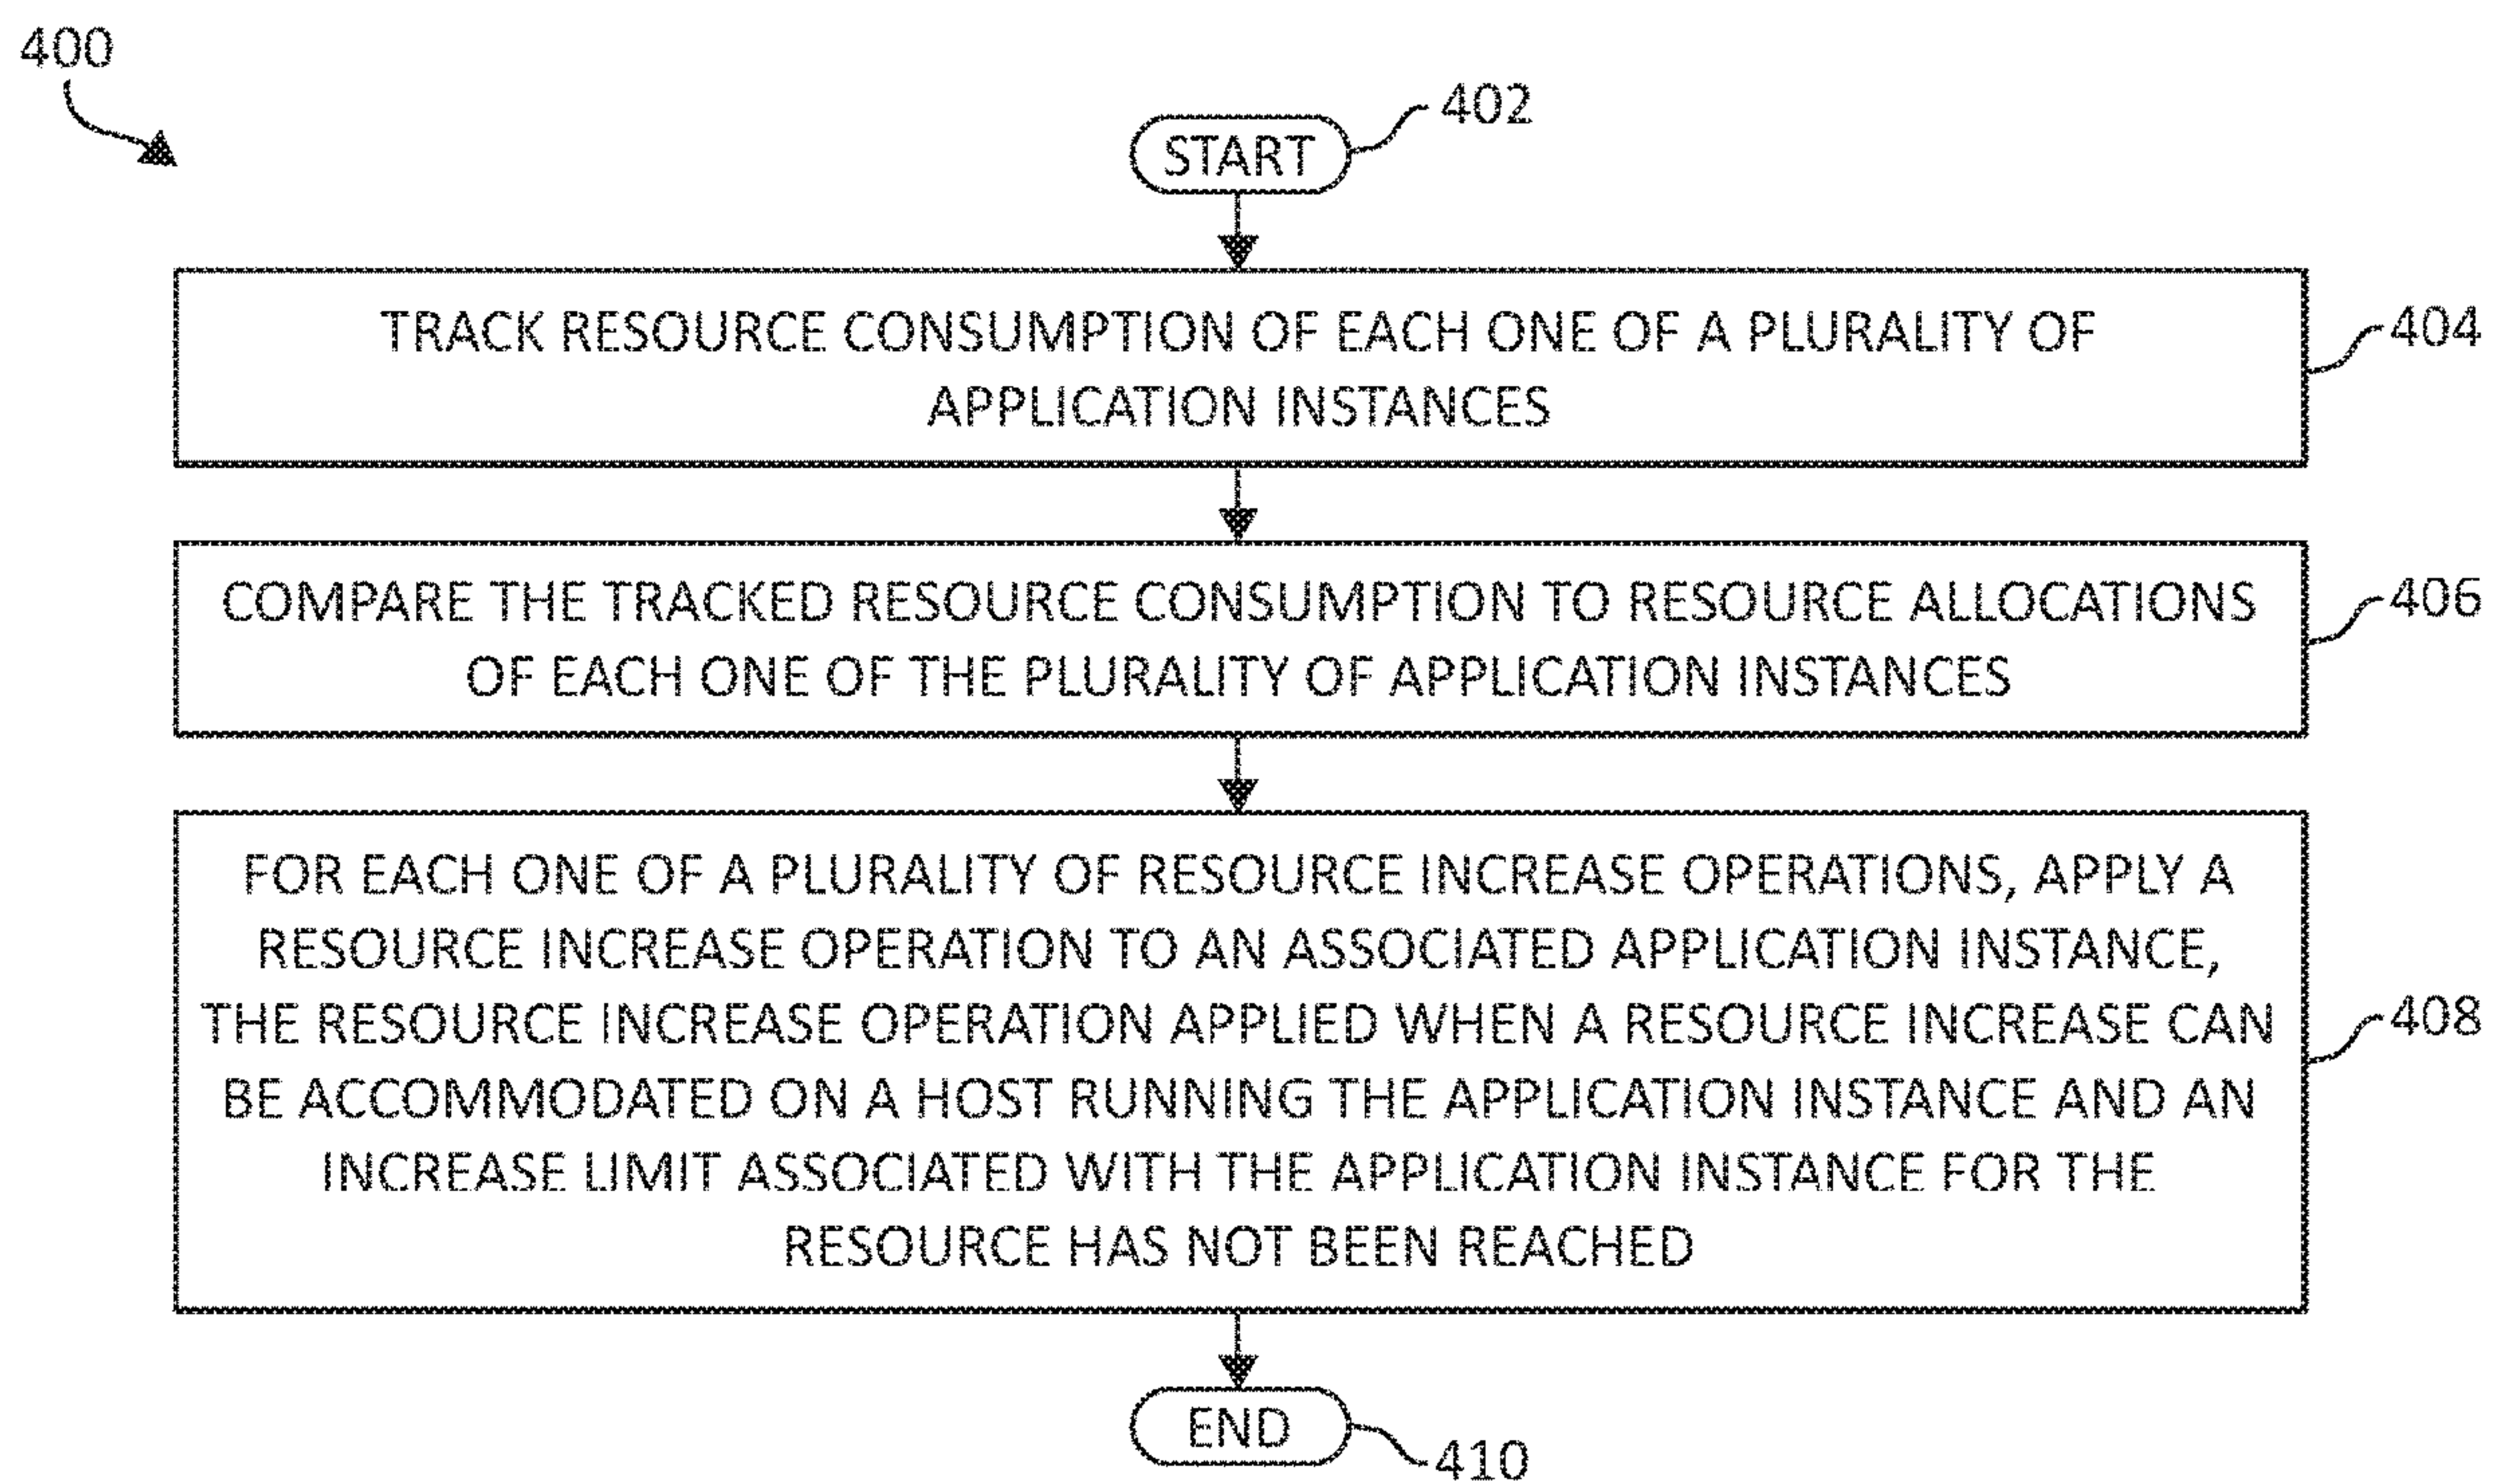 400
START
402
TRACK RESOURCE CONSUMPTION OF EACH ONE OF A PLURALITY OF
APPLICATION INSTANCES
404
COMPARE THE TRACKED RESOURCE CONSUMPTION TO RESOURCE ALLOCATIONS
OF EACH ONE OF THE PLURALITY OF APPLICATION INSTANCES
406
FOR EACH ONE OF A PLURALITY OF RESOURCE INCREASE OPERATIONS, APPLY A
RESOURCE INCREASE OPERATION TO AN ASSOCIATED APPLICATION INSTANCE,
THE RESOURCE INCREASE OPERATION APPLIED WHEN A RESOURCE INCREASE CAN
BE ACCOMMODATED ON A HOST RUNNING THE APPLICATION INSTANCE AND AN
INCREASE LIMIT ASSOCIATED WITH THE APPLICATION INSTANCE FOR THE
RESOURCE HAS NOT BEEN REACHED
408
END
410